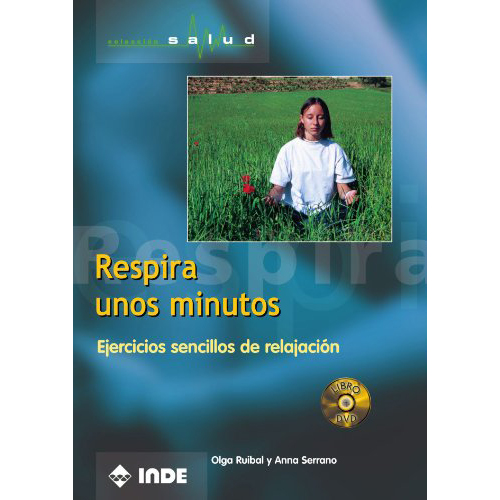 colección salud
Respira
Respira
unos minutos
Ejercicios sencillos de relajación
LIBRO
DVD
Olga Ruibal y Anna Serrano
INDE